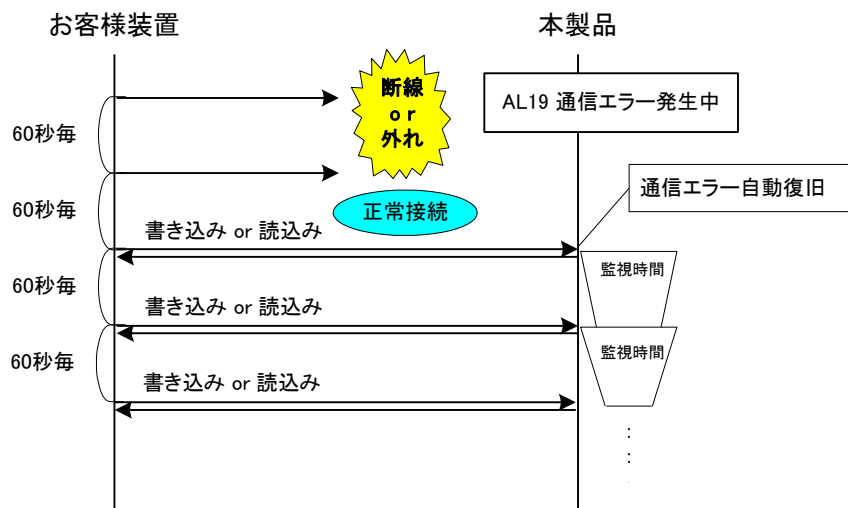 お客様装置
本製品
断線
or
外れ
AL19 通信エラー発生中
60秒毎
60秒毎
正常接続
通信エラー自動復旧
書き込み or 読込み
監視時間
60秒毎
書き込み or 読込み
監視時間
60秒毎
書き込み or 読込み